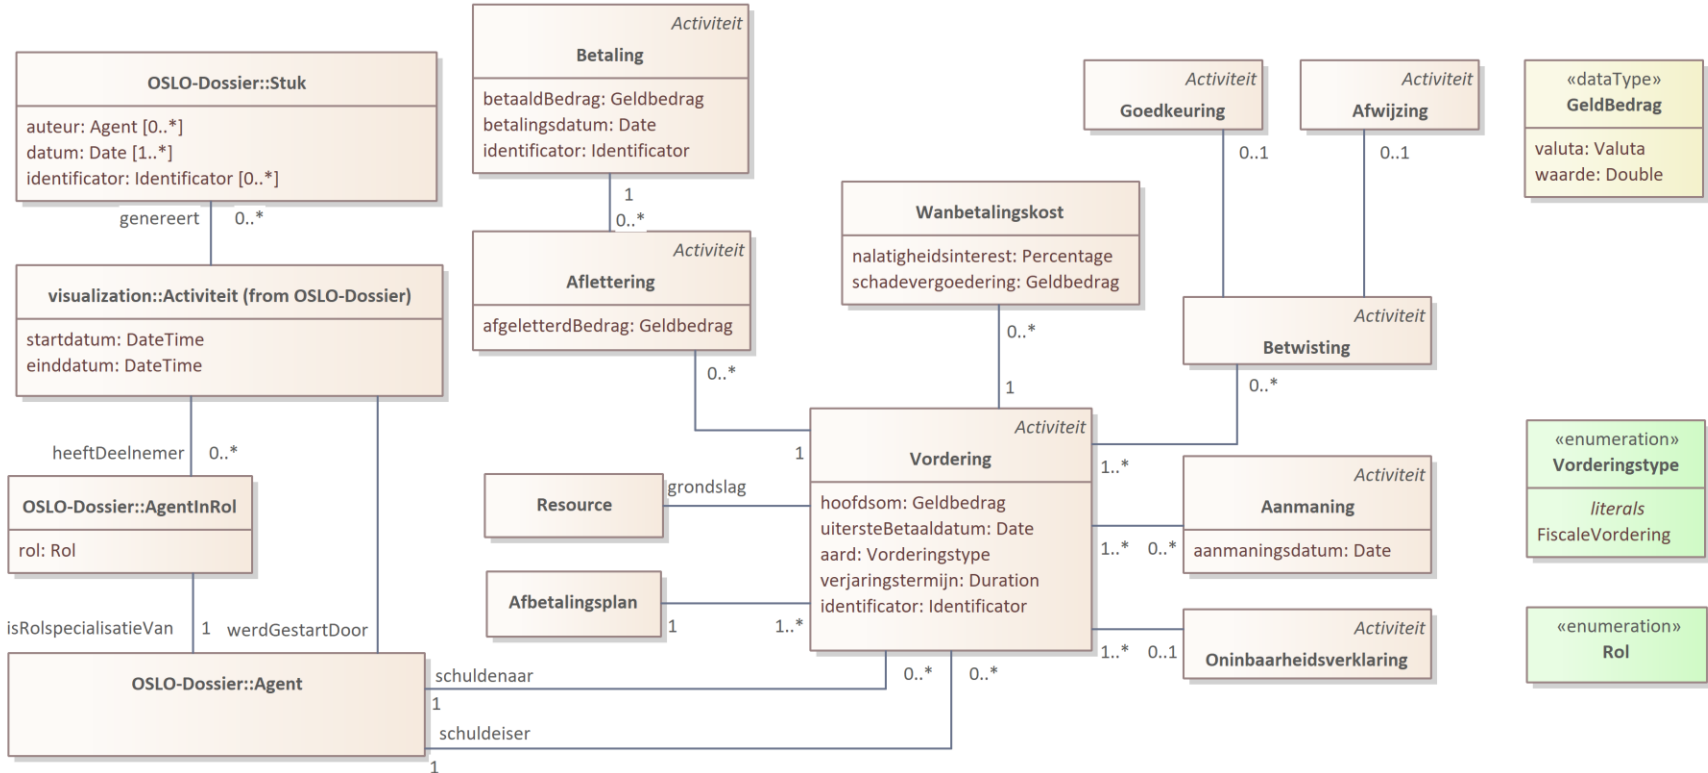 OSLO-Dossier::Stuk
auteur: Agent [0..*]
datum: Date [1..*]
identificator: Identificator [0..*]
genereert
0..*
visualization::Activiteit (from OSLO-Dossier)
startdatum: DateTime
einddatum: DateTime
heeftDeelnemer
0..*
OSLO-Dossier::AgentInRol
rol: Rol
isRolspecialisatieVan
1
werdGestartDoor
OSLO-Dossier::Agent
schuldenaar
1
0..*
schuldeiser
1
0..*
Activiteit
Betaling
betaaldBedrag: Geldbedrag
betalingsdatum: Date
identificator: Identificator
1
0..*
Activiteit
Aflettering
afgeletterdBedrag: Geldbedrag
0..*
1
Resource
grondslag
Afbetalingsplan
1
1..*
Wanbetalingskost
nalatigheidsinterest: Percentage
schadevergoedering: Geldbedrag
0..*
1
Activiteit
Vordering
hoofdsom: Geldbedrag
uitersteBetaaldatum: Date
aard: Vorderingstype
verjaringstermijn: Duration
identificator: Identificator
Activiteit
Goedkeuring
0..1
Activiteit
Afwijzing
0..1
Activiteit
Betwisting
0..*
1..*
Activiteit
Aanmaning
aanmaningsdatum: Date
1..*
0..*
Activiteit
Oninbaarheidsverklaring
1..*
0..1
«dataType»
GeldBedrag
valuta: Valuta
waarde: Double
«enumeration»
Vorderingstype
literals
FiscaleVordering
«enumeration»
Rol